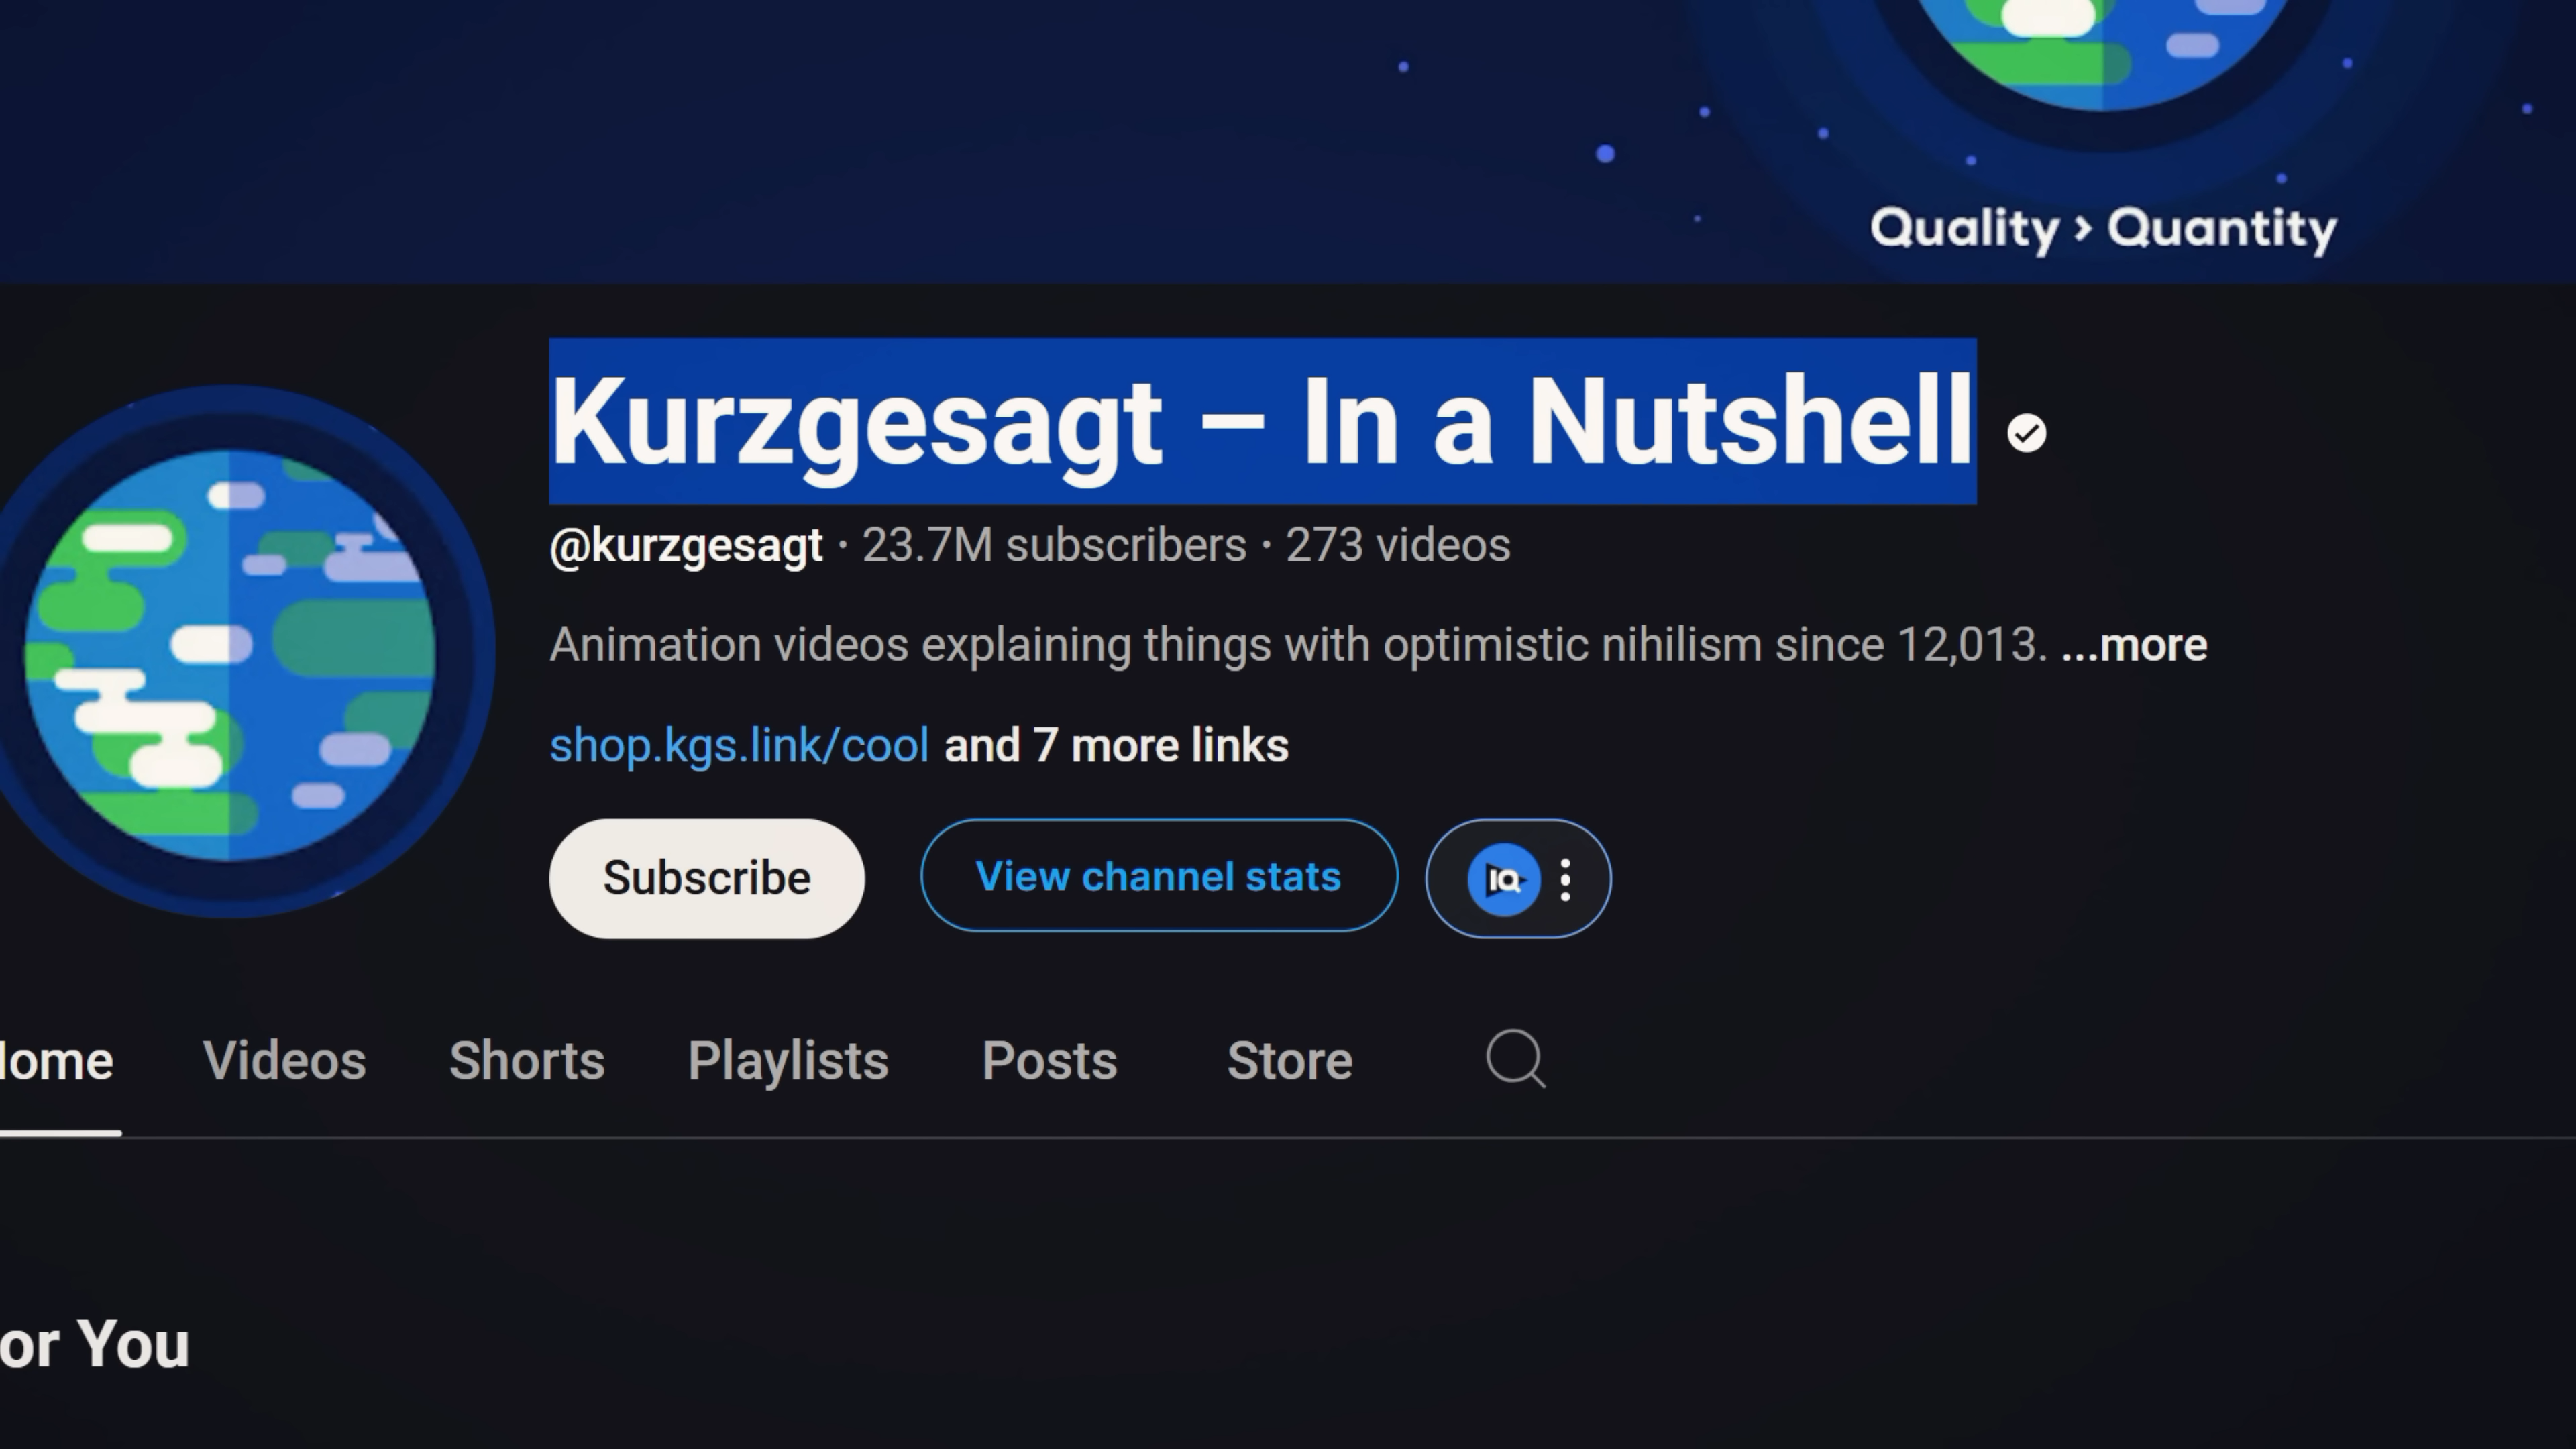 Quality › Quantity
Kurzgesagt – In a Nutshell
@kurzgesagt · 23.7M subscribers · 273 videos
Animation videos explaining things with optimistic nihilism since 12,013. ...more
shop.kgs.link/cool and 7 more links
Subscribe View channel stats IQ
ome Videos Shorts Playlists Posts Store
or You